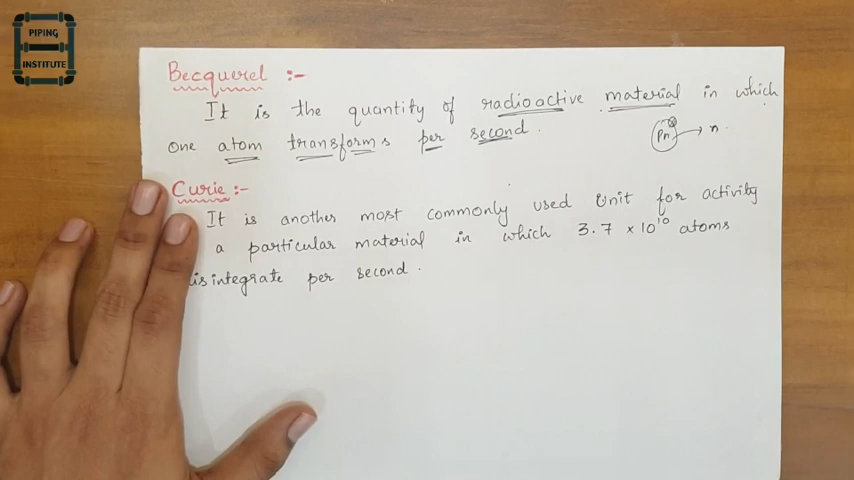 PIPING
INSTITUTE
Becquerel :-
It is the quantity of radioactive material in which
one atom transforms per second.
Pn → n
Curie :-
It is another most commonly used unit for activity
a particular material in which 3.7 × 10¹⁰ atoms
isintegrate per second.